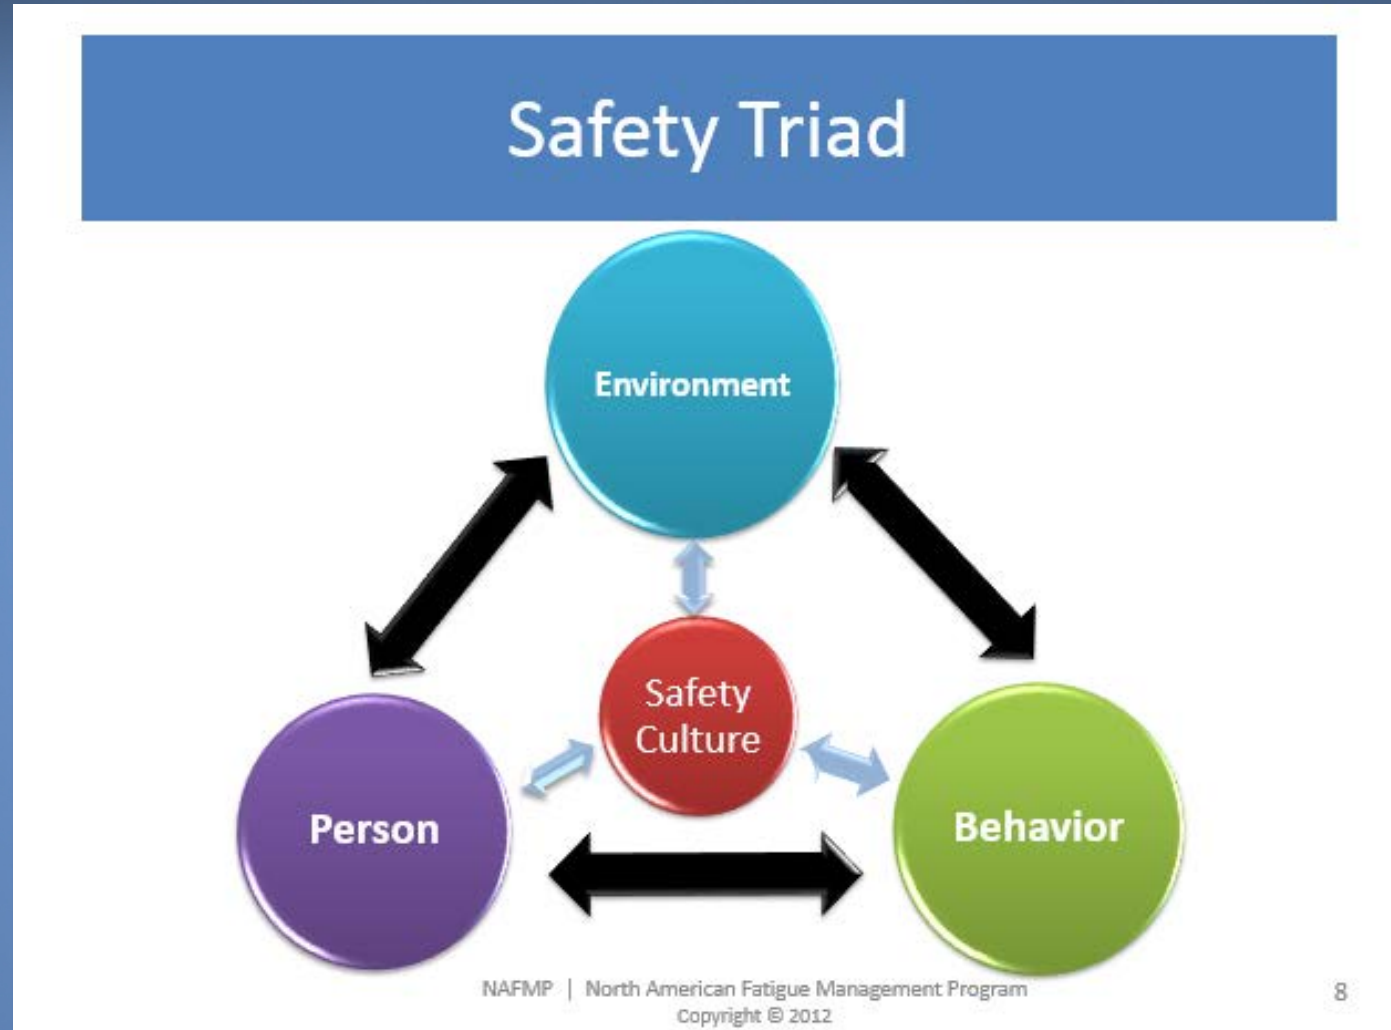 Safety Triad
Environment
Safety
Culture
Person
Behavior
NAFMP | North American Fatigue Management Program
Copyright © 2012
8